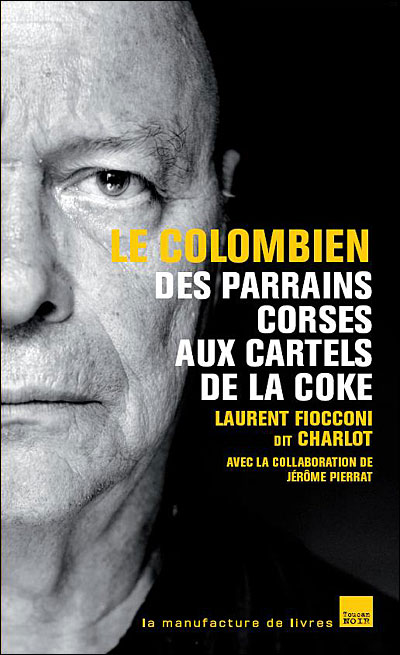 LE COLOMBIEN
DES PARRAINS
CORSES
AUX CARTELS
DE LA COKE
LAURENT FIOCCONI
DIT CHARLOT
AVEC LA COLLABORATION DE
JÉRÔME PIERRAT
Toucan
NOIR
la manufacture de livres